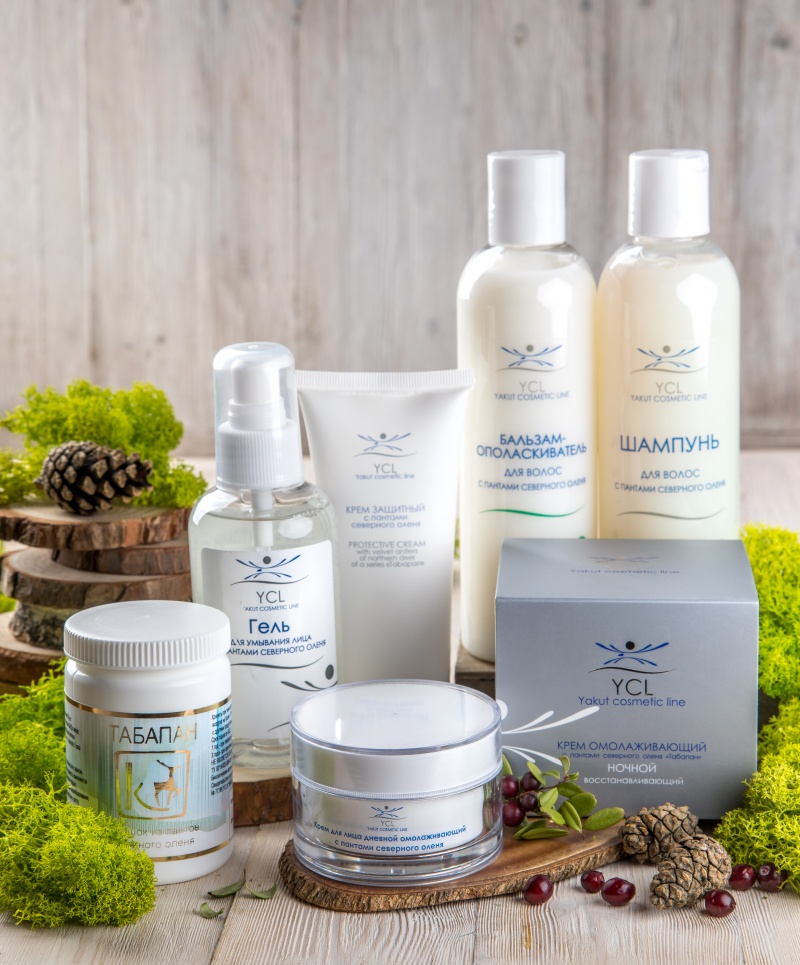 YCL
YAKUT COSMETIC LINE
БАЛЬЗАМ-
ОПОЛАСКИВАТЕЛЬ
ДЛЯ ВОЛОС
С ПАНТАМИ СЕВЕРНОГО ОЛЕНЯ
YCL
YAKUT COSMETIC LINE
ШАМПУНЬ
ДЛЯ ВОЛОС
С ПАНТАМИ СЕВЕРНОГО ОЛЕНЯ
YCL
Yakut cosmetic line
КРЕМ ЗАЩИТНЫЙ
с пантами
северного оленя
PROTECTIVE CREAM
with velvet antlers
of northern deer
of a series «Tabapan»
YCL
YAKUT COSMETIC LINE
Гель
ДЛЯ УМЫВАНИЯ ЛИЦА
ПАНТАМИ СЕВЕРНОГО ОЛЕНЯ
Yakut cosmetic line
YCL
Yakut cosmetic line
КРЕМ ОМОЛАЖИВАЮЩИЙ
с пантами северного оленя «Табапан»
НОЧНОЙ
восстанавливающий
ТАБАПАН
k
оленя
YCL
YAKUT COSMETIC LINE
Крем для лица дневной омолаживающий
с пантами северного оленя